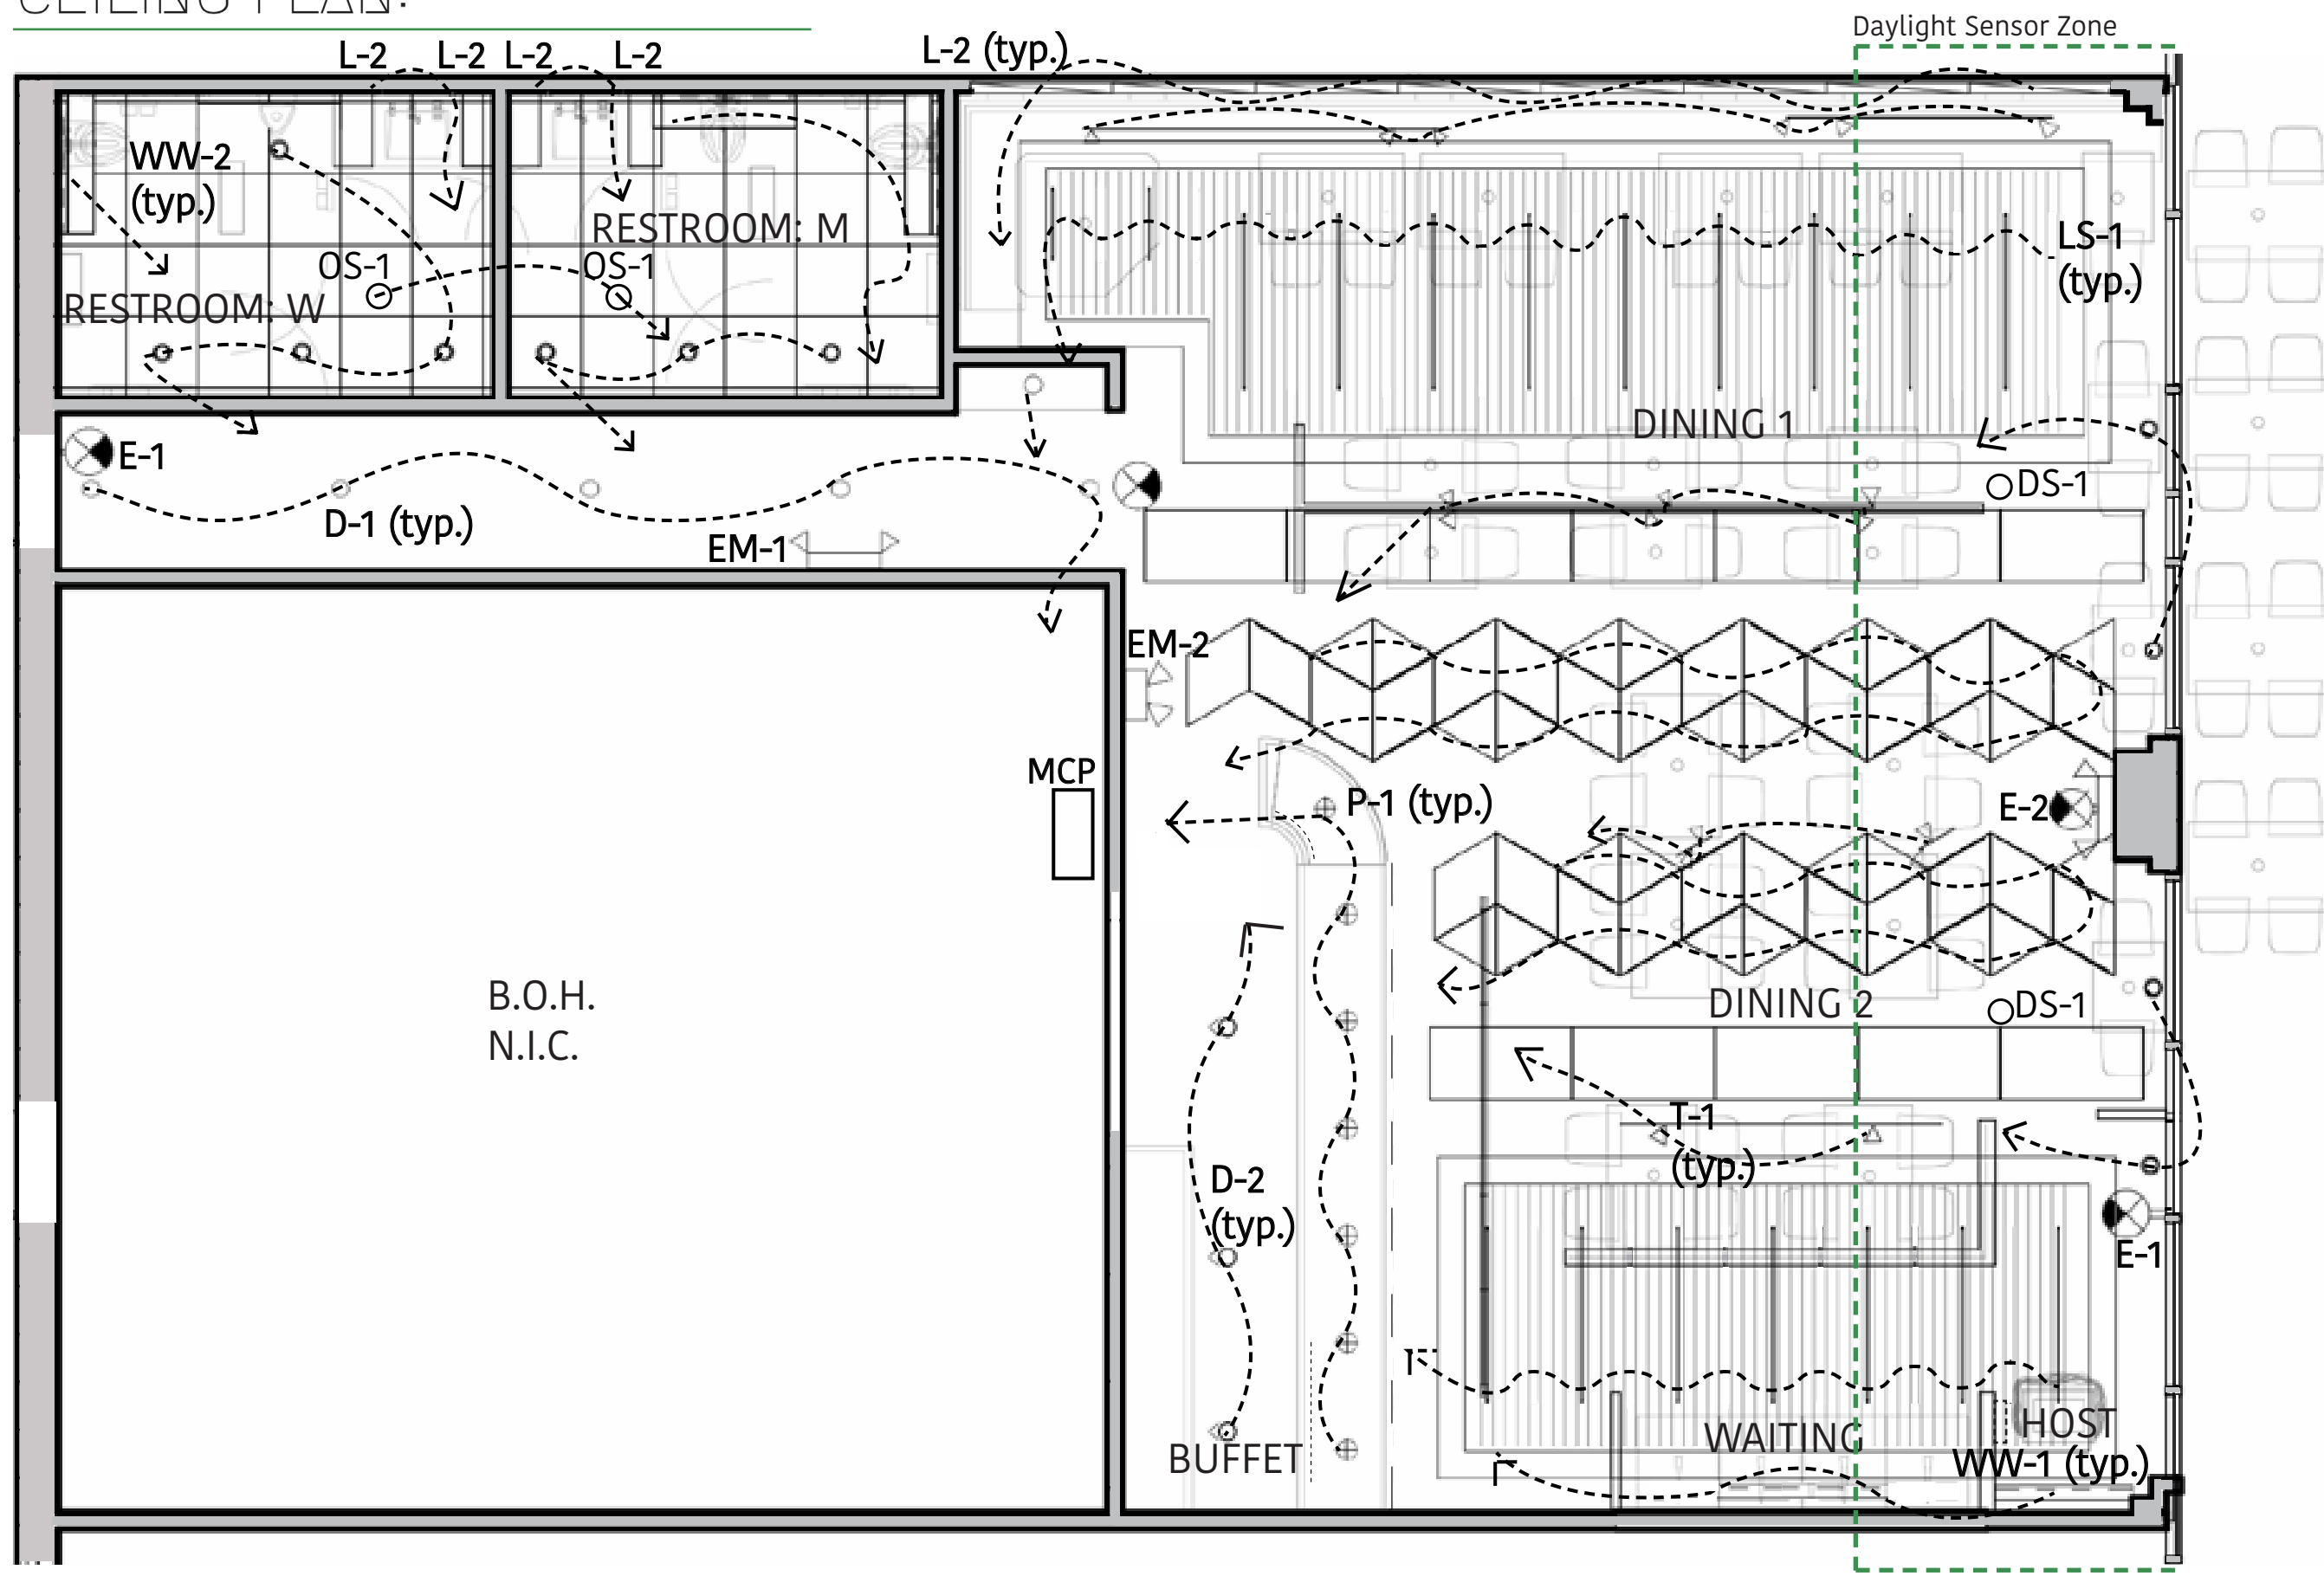 CEILING PLAN:
Daylight Sensor Zone
L-2 L-2 L-2 L-2 L-2 (typ.)
WW-2
(typ.)
RESTROOM: M
LS-1
(typ.)
OS-1 OS-1
RESTROOM: W
DINING 1
E-1
DS-1
D-1 (typ.)
EM-1
EM-2
MCP
P-1 (typ.)
E-2
B.O.H.
N.I.C.
DINING 2
DS-1
T-1
(typ.)
D-2
(typ.)
E-1
HOST
WAITING
BUFFET
WW-1 (typ.)